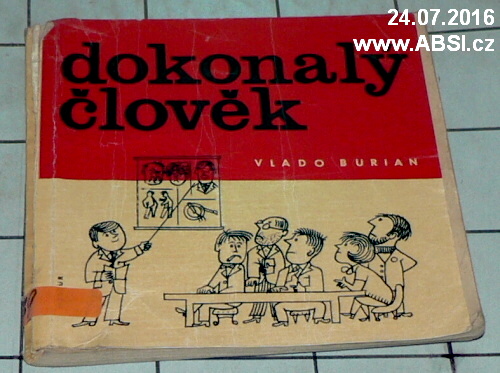 24.07.2016
www.ABSI.cz
dokonalý
člověk
VLADO BURIAN